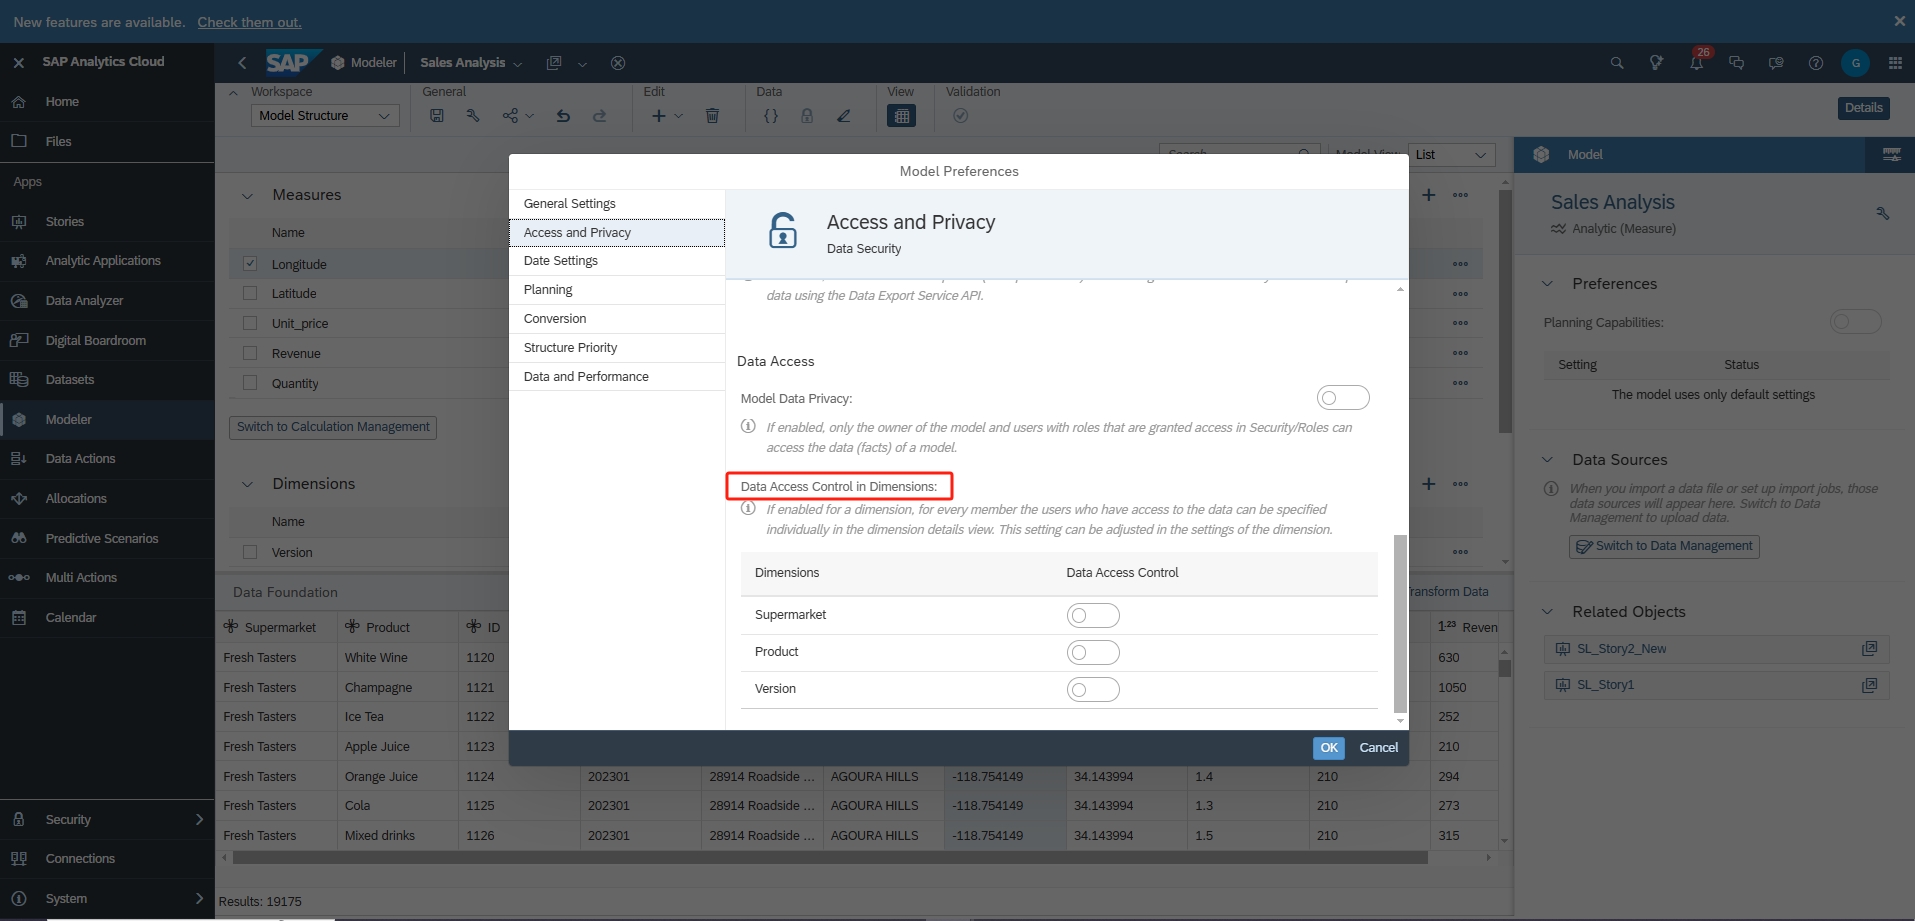 New features are available. Check them out.
SAP Analytics Cloud
Home
Files
Apps
Stories
Analytic Applications
Data Analyzer
Digital Boardroom
Datasets
Modeler
Data Actions
Allocations
Predictive Scenarios
Multi Actions
Calendar
Security
Connections
System
SAP Modeler Sales Analysis
26
G
Workspace
Model Structure
General
Edit
Data
View
Validation
Details
Search
Model View
List
Measures
Name
Longitude
Latitude
Unit_price
Revenue
Quantity
Switch to Calculation Management
Dimensions
Name
Version
Model Preferences
General Settings
Access and Privacy
Date Settings
Planning
Conversion
Structure Priority
Data and Performance
Access and Privacy
Data Security
data using the Data Export Service API.
Data Access
Model Data Privacy:
If enabled, only the owner of the model and users with roles that are granted access in Security/Roles can
access the data (facts) of a model.
Data Access Control in Dimensions:
If enabled for a dimension, for every member the users who have access to the data can be specified
individually in the dimension details view. This setting can be adjusted in the settings of the dimension.
Dimensions Data Access Control
Supermarket
Product
Version
OK Cancel
Model
Sales Analysis
Analytic (Measure)
Preferences
Planning Capabilities:
Setting Status
The model uses only default settings
Data Sources
When you import a data file or set up import jobs, those
data sources will appear here. Switch to Data
Management to upload data.
Switch to Data Management
Related Objects
SL_Story2_New
SL_Story1
Data Foundation
Transform Data
Supermarket Product ID 1.23 Reven
Fresh Tasters White Wine 1120 630
Fresh Tasters Champagne 1121 1050
Fresh Tasters Ice Tea 1122 252
Fresh Tasters Apple Juice 1123 210
Fresh Tasters Orange Juice 1124 202301 28914 Roadside ... AGOURA HILLS -118.754149 34.143994 1.4 210 294
Fresh Tasters Cola 1125 202301 28914 Roadside ... AGOURA HILLS -118.754149 34.143994 1.3 210 273
Fresh Tasters Mixed drinks 1126 202301 28914 Roadside ... AGOURA HILLS -118.754149 34.143994 1.5 210 315
Results: 19175